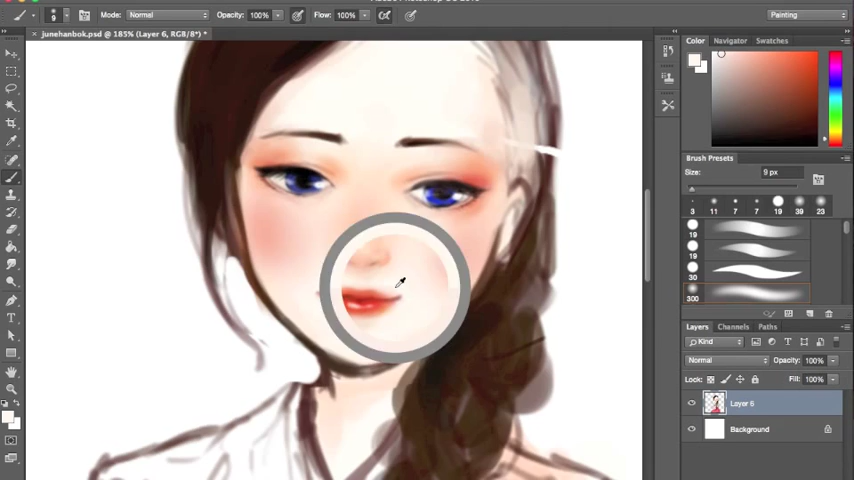 9 Mode: Normal Opacity: 100% Flow: 100% Painting
× junehanbok.psd @ 185% (Layer 6, RGB/8*) *
Color Navigator Swatches
Brush Presets
Size: 9 px
3 11 7 7 19 39 23
19
19
30
300
Layers Channels Paths
Kind
Normal Opacity: 100%
Lock: Fill: 100%
Layer 6
Background